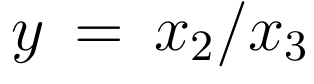 y = x₂/x₃